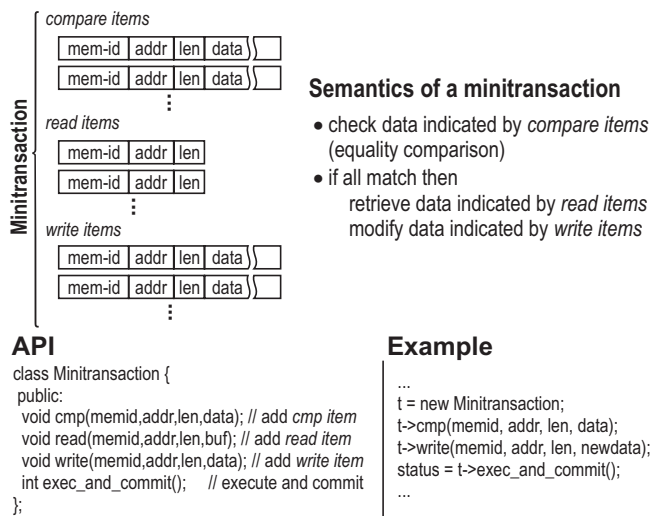 compare items
mem-id addr len data
mem-id addr len data
read items
mem-id addr len
mem-id addr len
write items
mem-id addr len data
mem-id addr len data
Minitransaction
Semantics of a minitransaction
• check data indicated by compare items
(equality comparison)
• if all match then
retrieve data indicated by read items
modify data indicated by write items
API
class Minitransaction {
public:
void cmp(memid,addr,len,data); // add cmp item
void read(memid,addr,len,buf); // add read item
void write(memid,addr,len,data); // add write item
int exec_and_commit(); // execute and commit
};
Example
...
t = new Minitransaction;
t->cmp(memid, addr, len, data);
t->write(memid, addr, len, newdata);
status = t->exec_and_commit();
...